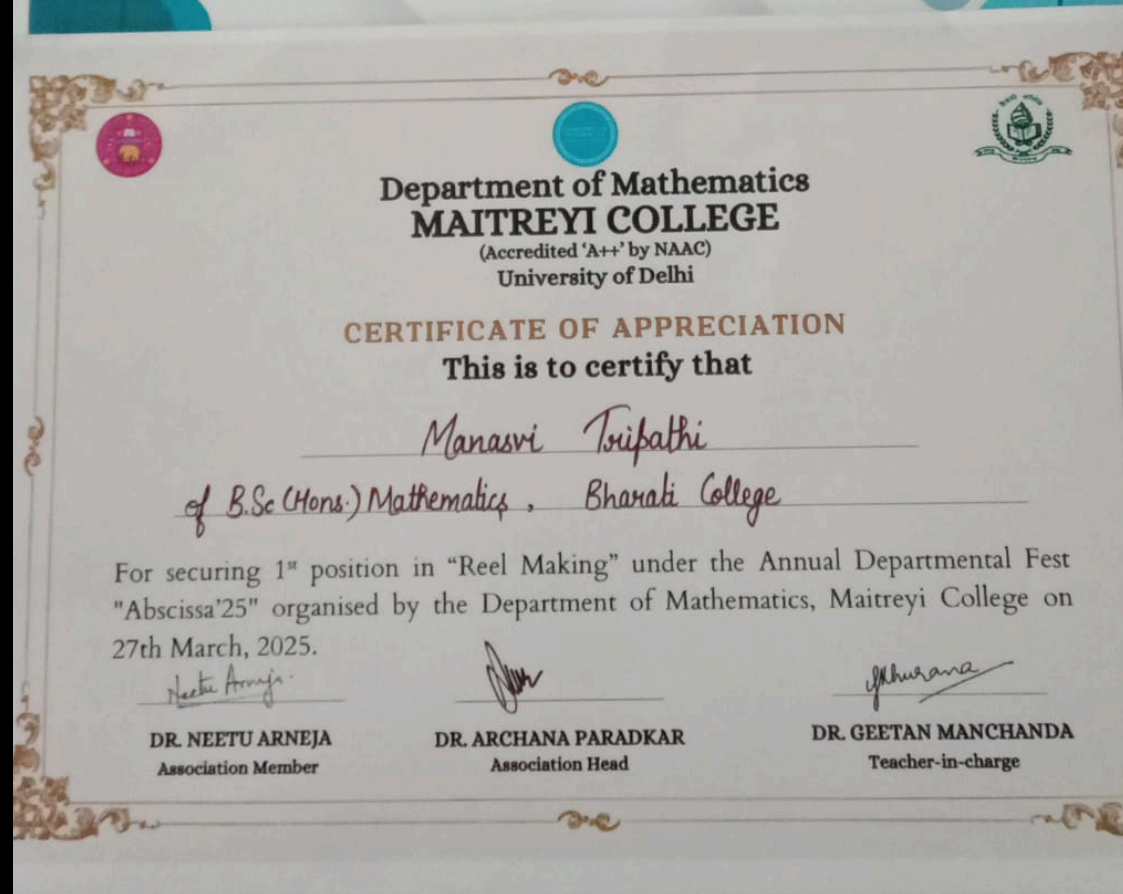 Department of Mathematics
MAITREYI COLLEGE
(Accredited ‘A++’ by NAAC)
University of Delhi
CERTIFICATE OF APPRECIATION
This is to certify that
Manasvi Tripathi
of B.Sc (Hons.) Mathematics, Bharati College
For securing 1st position in “Reel Making” under the Annual Departmental Fest
"Abscissa'25" organised by the Department of Mathematics, Maitreyi College on
27th March, 2025.
Neetu Arneja
DR. NEETU ARNEJA
Association Member
DR. ARCHANA PARADKAR
Association Head
DR. GEETAN MANCHANDA
Teacher-in-charge